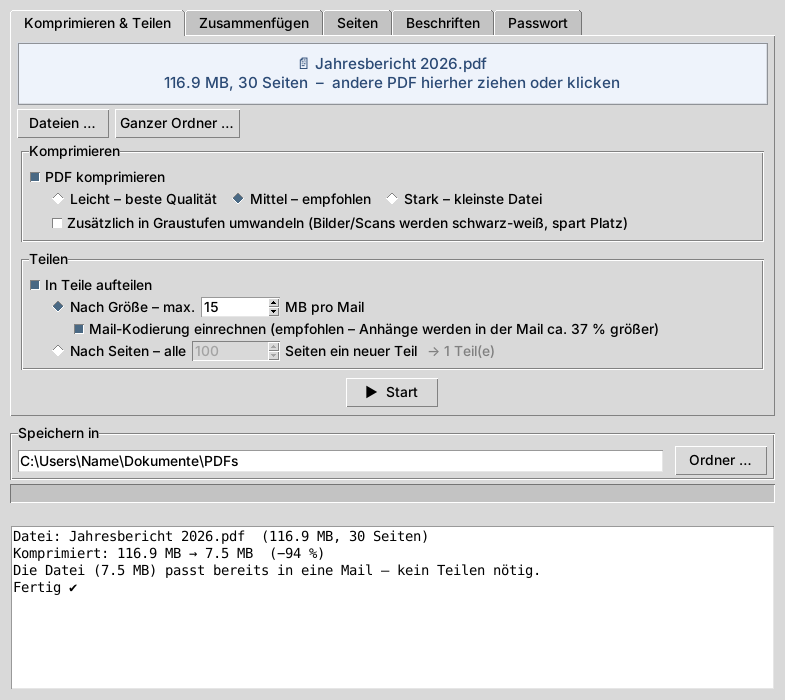 Komprimieren & Teilen Zusammenfügen Seiten Beschriften Passwort
Jahresbericht 2026.pdf
116.9 MB, 30 Seiten – andere PDF hierher ziehen oder klicken
Dateien ... Ganzer Ordner ...
Komprimieren
PDF komprimieren
Leicht – beste Qualität Mittel – empfohlen Stark – kleinste Datei
Zusätzlich in Graustufen umwandeln (Bilder/Scans werden schwarz-weiß, spart Platz)
Teilen
In Teile aufteilen
Nach Größe – max. 15 MB pro Mail
Mail-Kodierung einrechnen (empfohlen – Anhänge werden in der Mail ca. 37 % größer)
Nach Seiten – alle 100 Seiten ein neuer Teil → 1 Teil(e)
▶ Start
Speichern in
C:\Users\Name\Dokumente\PDFs Ordner ...
Datei: Jahresbericht 2026.pdf (116.9 MB, 30 Seiten)
Komprimiert: 116.9 MB → 7.5 MB (−94 %)
Die Datei (7.5 MB) passt bereits in eine Mail – kein Teilen nötig.
Fertig ✔